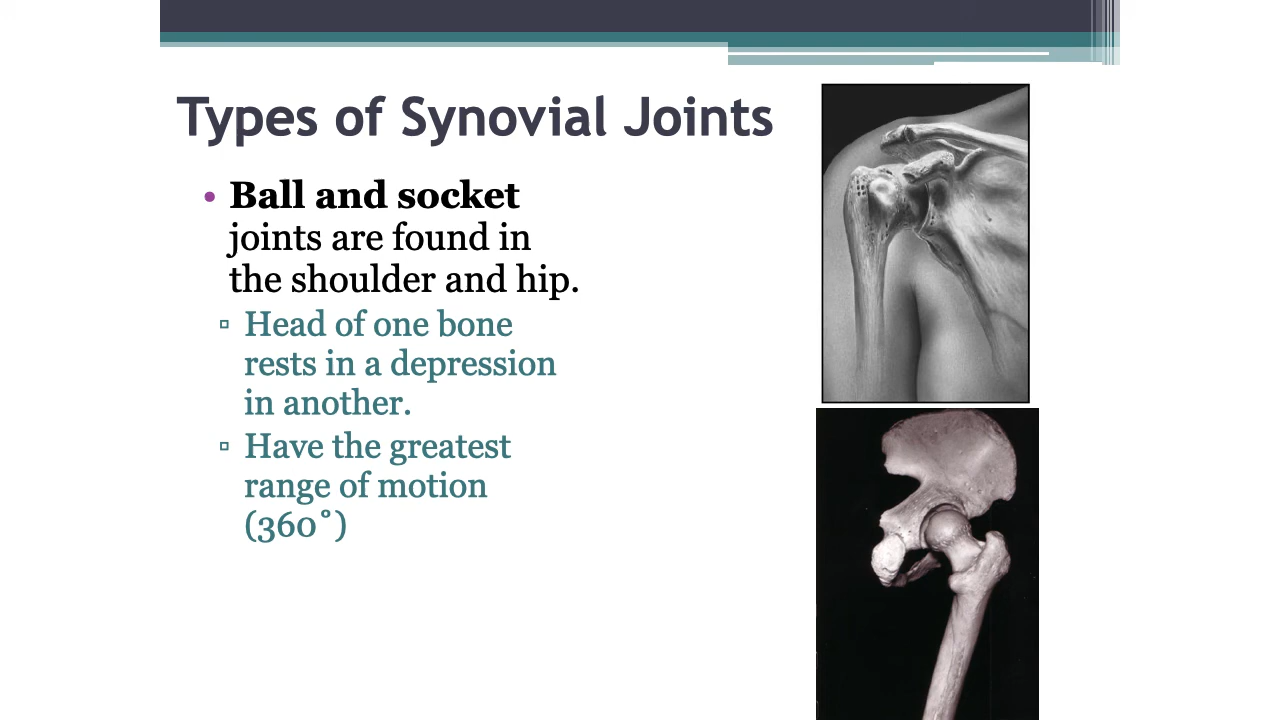 Types of Synovial Joints
• Ball and socket
joints are found in
the shoulder and hip.
▫ Head of one bone
rests in a depression
in another.
▫ Have the greatest
range of motion
(360˚)